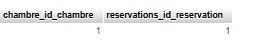 chambre_id_chambre reservations_id_reservation
1 1